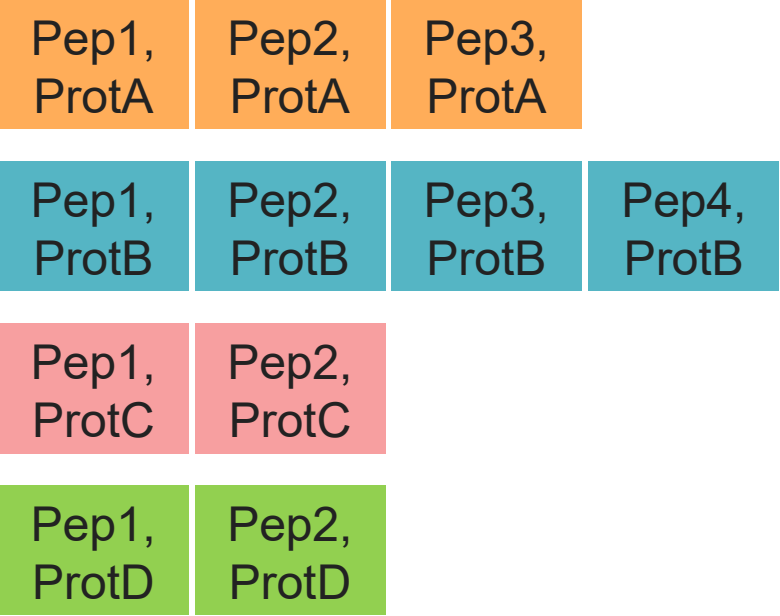 Pep1,
ProtA
Pep2,
ProtA
Pep3,
ProtA
Pep1,
ProtB
Pep2,
ProtB
Pep3,
ProtB
Pep4,
ProtB
Pep1,
ProtC
Pep2,
ProtC
Pep1,
ProtD
Pep2,
ProtD